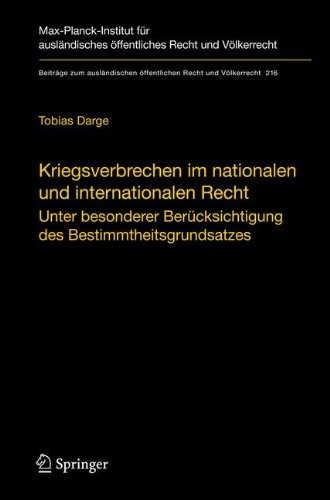 Max-Planck-Institut für
ausländisches öffentliches Recht und Völkerrecht
Beiträge zum ausländischen öffentlichen Recht und Völkerrecht 216
Tobias Darge
Kriegsverbrechen im nationalen
und internationalen Recht
Unter besonderer Berücksichtigung
des Bestimmtheitsgrundsatzes
Springer